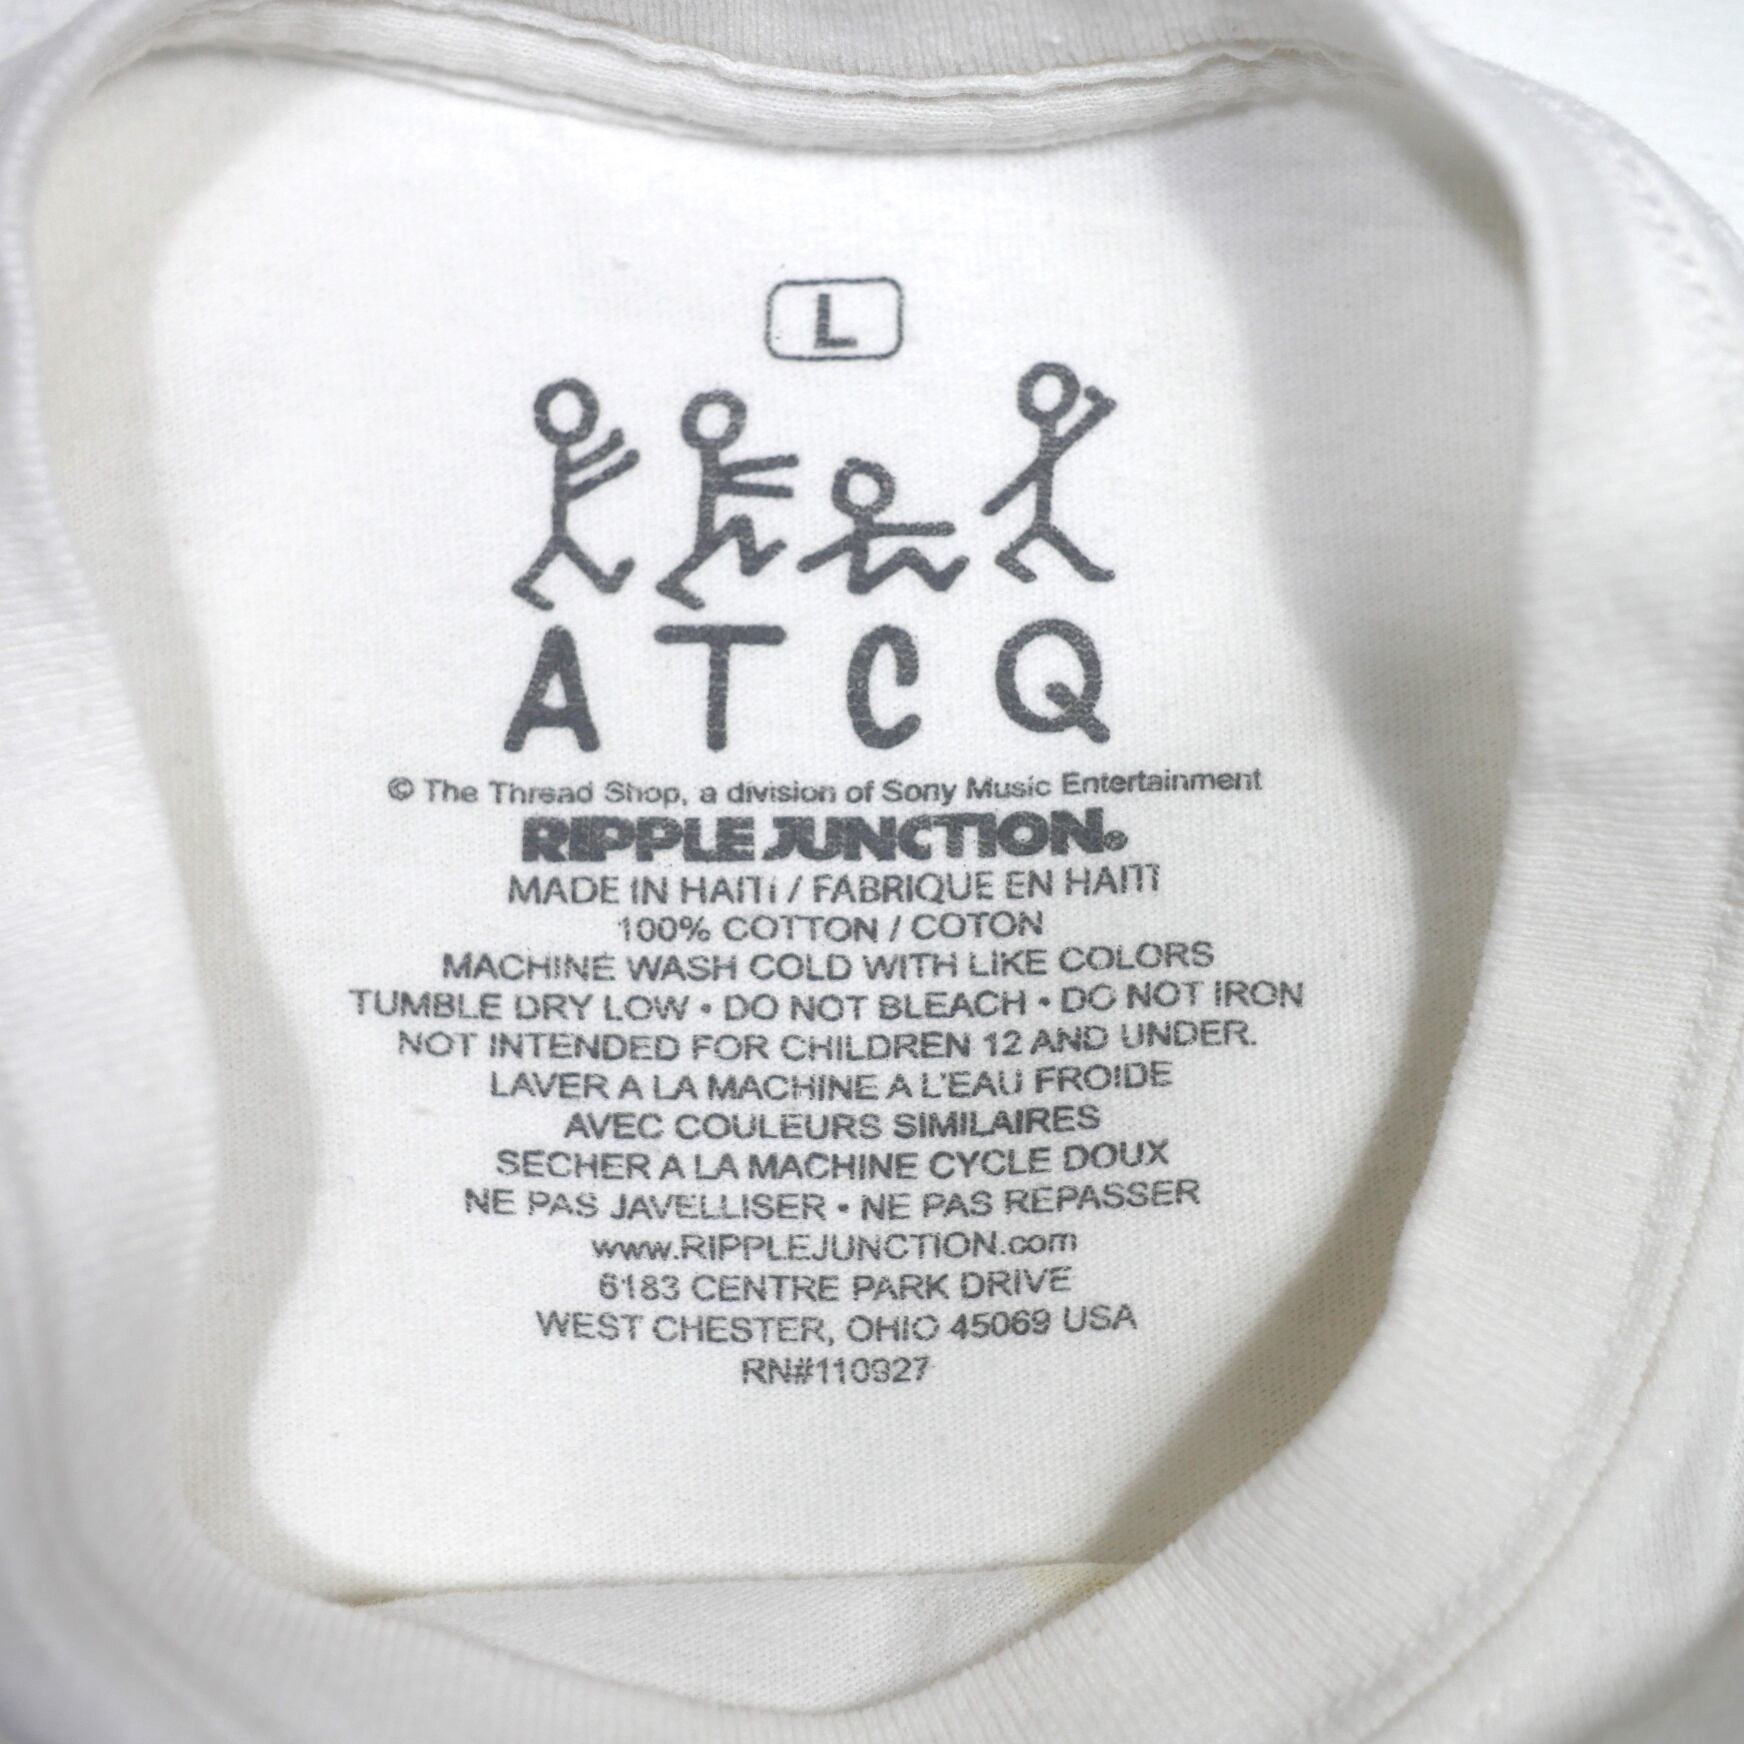 L
A T C Q
© The Thread Shop, a division of Sony Music Entertainment
RIPPLE JUNCTION®
MADE IN HAITI / FABRIQUE EN HAITI
100% COTTON / COTON
MACHINE WASH COLD WITH LIKE COLORS
TUMBLE DRY LOW • DO NOT BLEACH • DO NOT IRON
NOT INTENDED FOR CHILDREN 12 AND UNDER.
LAVER A LA MACHINE A L'EAU FROIDE
AVEC COULEURS SIMILAIRES
SECHER A LA MACHINE CYCLE DOUX
NE PAS JAVELLISER • NE PAS REPASSER
www.RIPPLEJUNCTION.com
6183 CENTRE PARK DRIVE
WEST CHESTER, OHIO 45069 USA
RN#110927